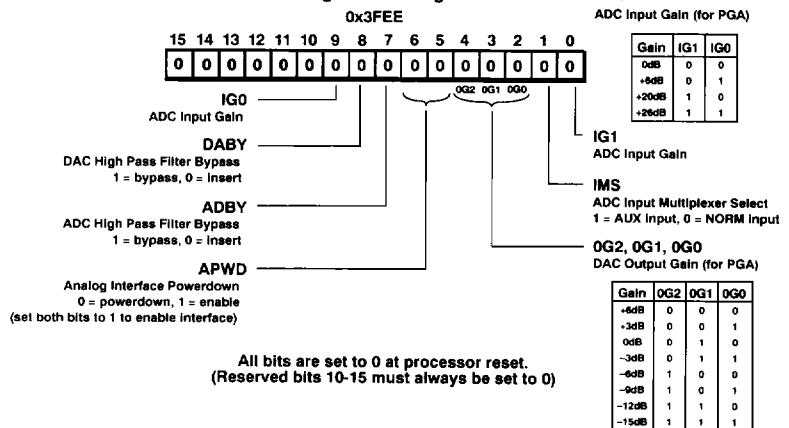 0x3FEE
15 14 13 12 11 10 9 8 7 6 5 4 3 2 1 0
0 0 0 0 0 0 0 0 0 0 0 0 0 0 0 0
0G2 0G1 0G0
IG0
ADC Input Gain
DABY
DAC High Pass Filter Bypass
1 = bypass, 0 = insert
ADBY
ADC High Pass Filter Bypass
1 = bypass, 0 = insert
APWD
Analog Interface Powerdown
0 = powerdown, 1 = enable
(set both bits to 1 to enable interface)
ADC Input Gain (for PGA)
Gain IG1 IG0
0dB 0 0
+6dB 0 1
+20dB 1 0
+26dB 1 1
IG1
ADC Input Gain
IMS
ADC Input Multiplexer Select
1 = AUX input, 0 = NORM input
0G2, 0G1, 0G0
DAC Output Gain (for PGA)
Gain 0G2 0G1 0G0
+6dB 0 0 0
+3dB 0 0 1
0dB 0 1 0
–3dB 0 1 1
–6dB 1 0 0
–9dB 1 0 1
–12dB 1 1 0
–15dB 1 1 1
All bits are set to 0 at processor reset.
(Reserved bits 10-15 must always be set to 0)